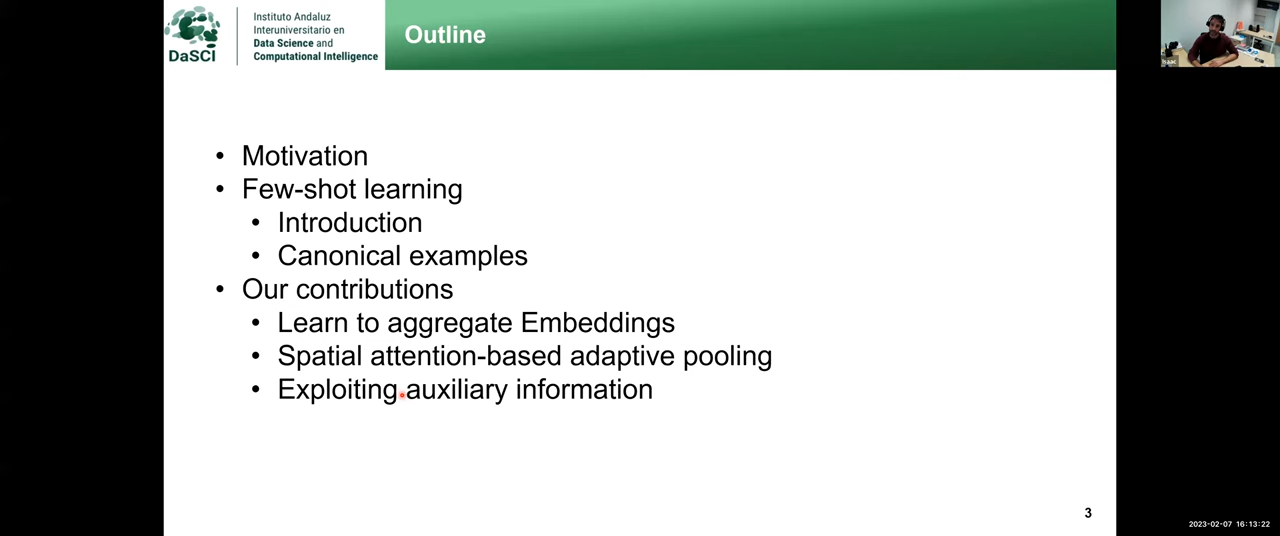 DaSCI
Instituto Andaluz
Interuniversitario en
Data Science and
Computational Intelligence
Outline
Isaac
• Motivation
• Few-shot learning
• Introduction
• Canonical examples
• Our contributions
• Learn to aggregate Embeddings
• Spatial attention-based adaptive pooling
• Exploiting auxiliary information
3
2023-02-07 16:13:22